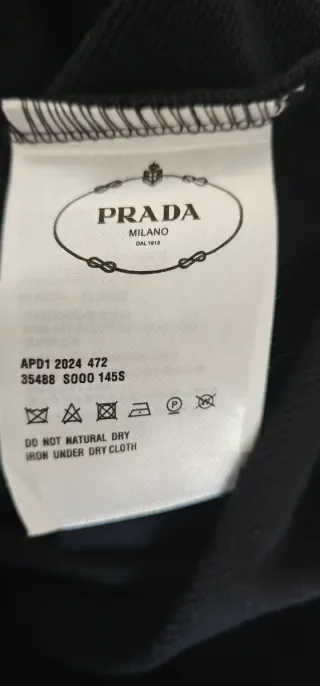 PRADA
MILANO
DAL 1913
APD1 2024 472
35488 S000 145S
P
W
DO NOT NATURAL DRY
IRON UNDER DRY CLOTH